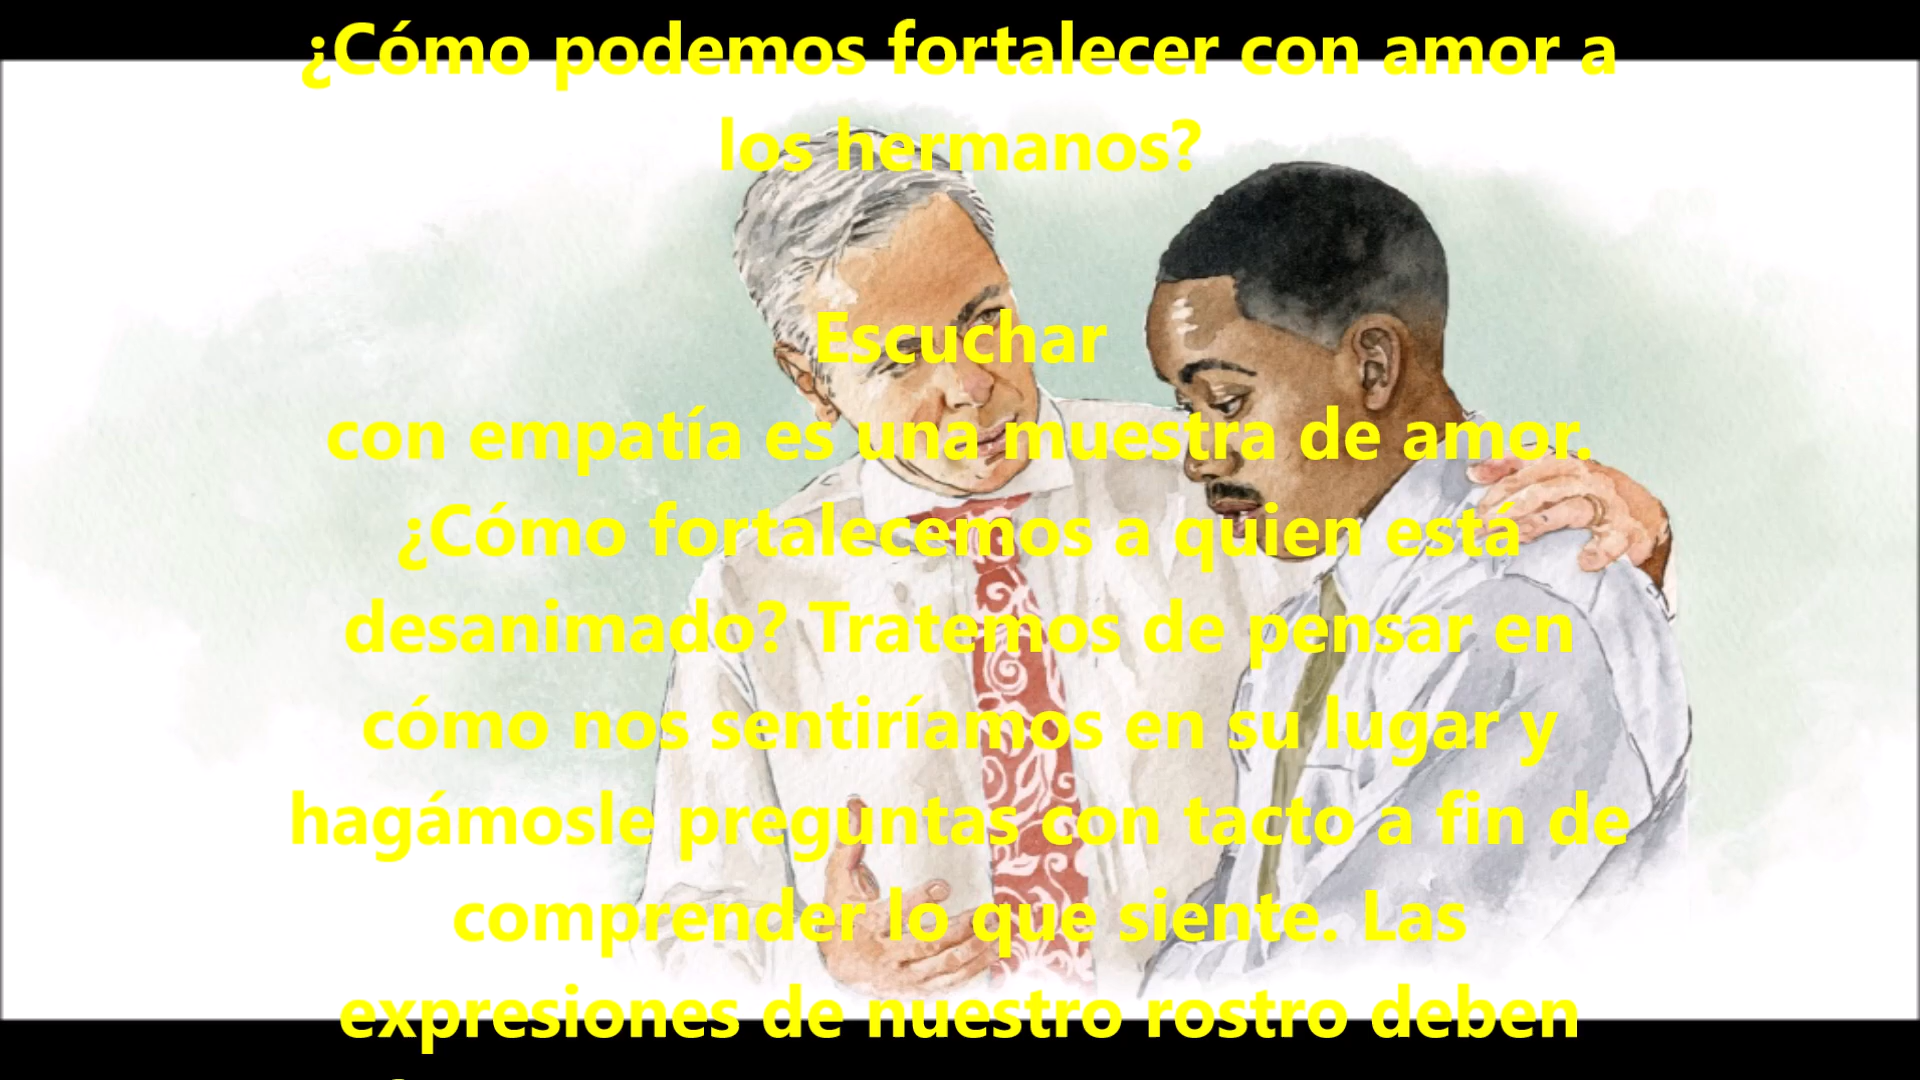 ¿Cómo podemos fortalecer con amor a
los hermanos?
Escuchar
con empatía es una muestra de amor.
¿Cómo fortalecemos a quien está
desanimado? Tratemos de pensar en
cómo nos sentiríamos en su lugar y
hagámosle preguntas con tacto a fin de
comprender lo que siente. Las
expresiones de nuestro rostro deben